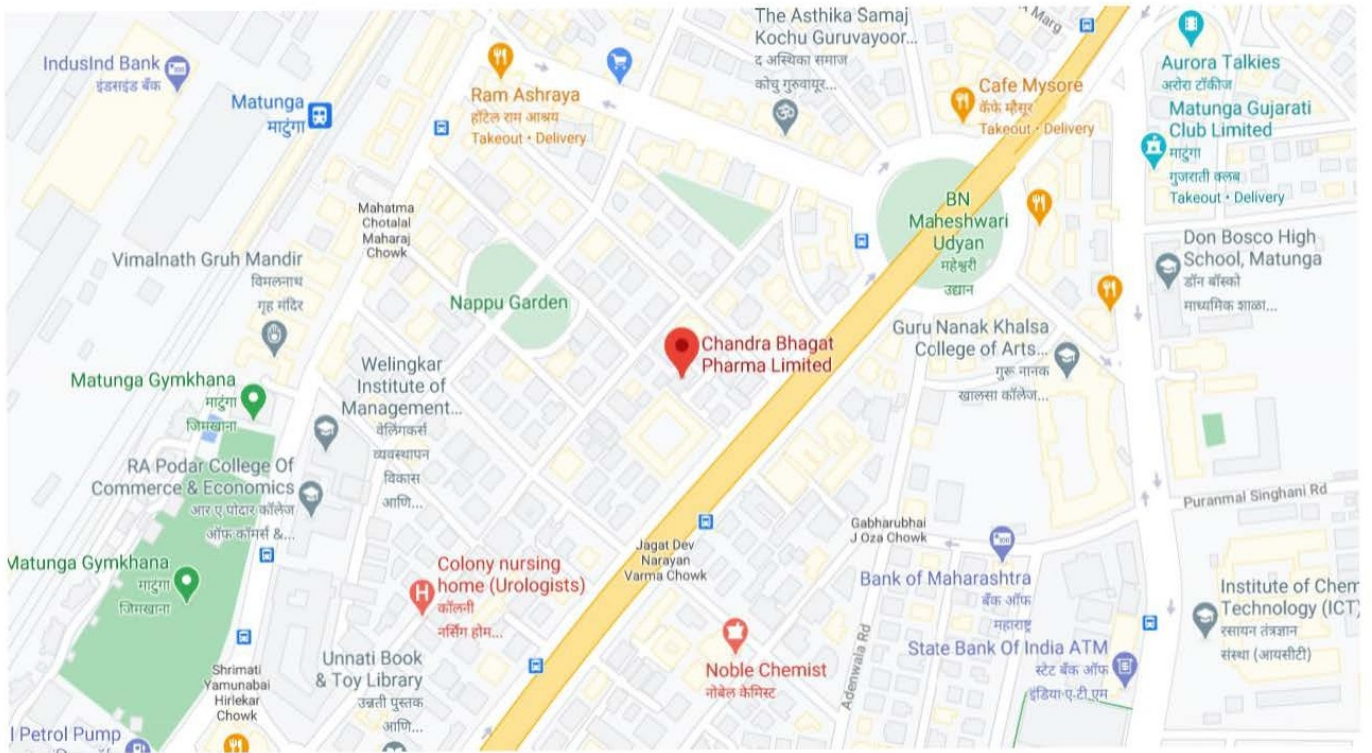 IndusInd Bank
इंडसइंड बँक
Matunga
माटुंगा
Ram Ashraya
हॉटेल राम आश्रय
Takeout • Delivery
The Asthika Samaj
Kochu Guruvayoor...
द अस्थिका समाज
कोचु गुरुवायूर...
Marg
Cafe Mysore
कॅफे म्हैसूर
Takeout • Delivery
Aurora Talkies
अरोरा टॉकीज
Matunga Gujarati
Club Limited
माटुंगा
गुजराती क्लब
Takeout • Delivery
Mahatma
Chotalal
Maharaj
Chowk
BN
Maheshwari
Udyan
महेश्वरी
उद्यान
Don Bosco High
School, Matunga
डॉन बॉस्को
माध्यमिक शाळा...
Vimalnath Gruh Mandir
विमलनाथ
गृह मंदिर
Nappu Garden
Chandra Bhagat
Pharma Limited
Guru Nanak Khalsa
College of Arts...
गुरू नानक
खालसा कॉलेज...
Matunga Gymkhana
माटुंगा
जिमखाना
Welingkar
Institute of
Management...
वेलिंगकर्स
व्यवस्थापन
विकास
आणि...
RA Podar College Of
Commerce & Economics
आर ए पोदार कॉलेज
ऑफ कॉमर्स &...
Puranmal Singhani Rd
Gabharubhai
J Oza Chowk
Jagat Dev
Narayan
Varma Chowk
Matunga Gymkhana
माटुंगा
जिमखाना
Colony nursing
home (Urologists)
कॉलनी
नर्सिंग होम...
Bank of Maharashtra
बँक ऑफ
महाराष्ट्र
Institute of Chem
Technology (ICT)
रसायन तंत्रज्ञान
संस्था (आयसीटी)
Noble Chemist
नोबेल केमिस्ट
Adenwala Rd
State Bank Of India ATM
स्टेट बँक ऑफ
इंडिया-ए.टी.एम
Shrimati
Yamunabai
Hirlekar
Chowk
Unnati Book
& Toy Library
उन्नती पुस्तक
आणि...
l Petrol Pump